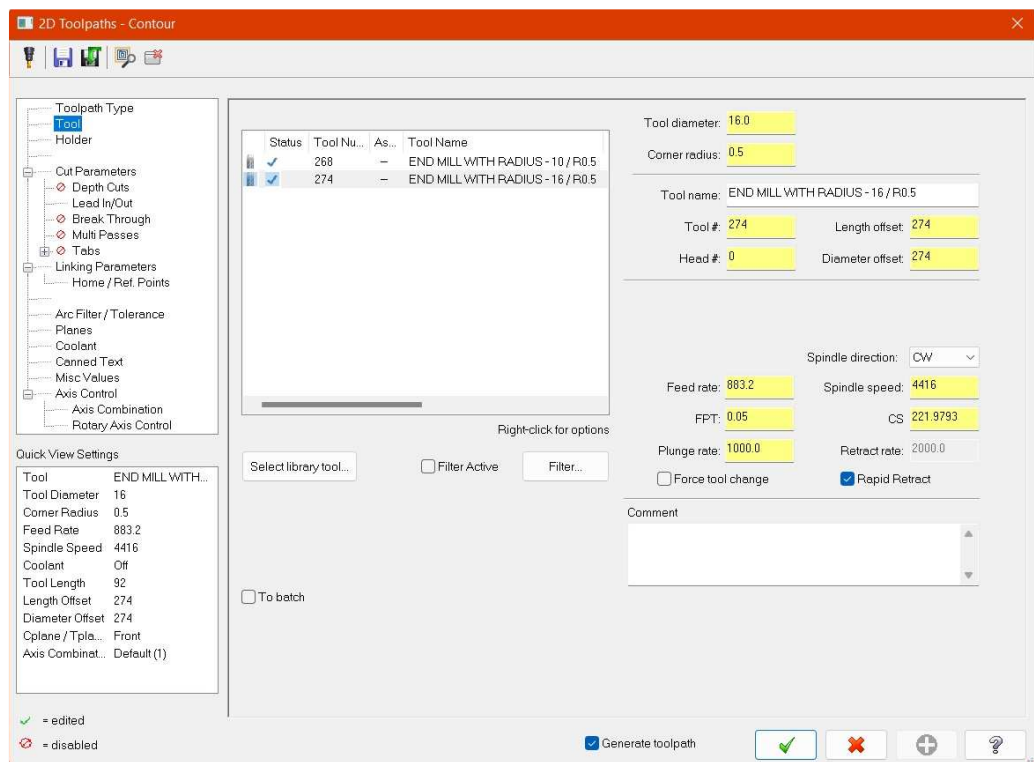 2D Toolpaths - Contour
Toolpath Type
Tool
Holder
Cut Parameters
Depth Cuts
Lead In/Out
Break Through
Multi Passes
Tabs
Linking Parameters
Home / Ref. Points
Arc Filter / Tolerance
Planes
Coolant
Canned Text
Misc Values
Axis Control
Axis Combination
Rotary Axis Control
Quick View Settings
Tool END MILL WITH...
Tool Diameter 16
Corner Radius 0.5
Feed Rate 883.2
Spindle Speed 4416
Coolant Off
Tool Length 92
Length Offset 274
Diameter Offset 274
Cplane / Tpla... Front
Axis Combinat... Default (1)
= edited
= disabled
Status Tool Nu... As... Tool Name
268 – END MILL WITH RADIUS - 10 / R0.5
274 – END MILL WITH RADIUS - 16 / R0.5
Right-click for options
Select library tool... Filter Active Filter...
To batch
Tool diameter: 16.0
Corner radius: 0.5
Tool name: END MILL WITH RADIUS - 16 / R0.5
Tool #: 274 Length offset: 274
Head #: 0 Diameter offset: 274
Spindle direction: CW
Feed rate: 883.2 Spindle speed: 4416
FPT: 0.05 CS 221.9793
Plunge rate: 1000.0 Retract rate: 2000.0
Force tool change Rapid Retract
Comment
Generate toolpath